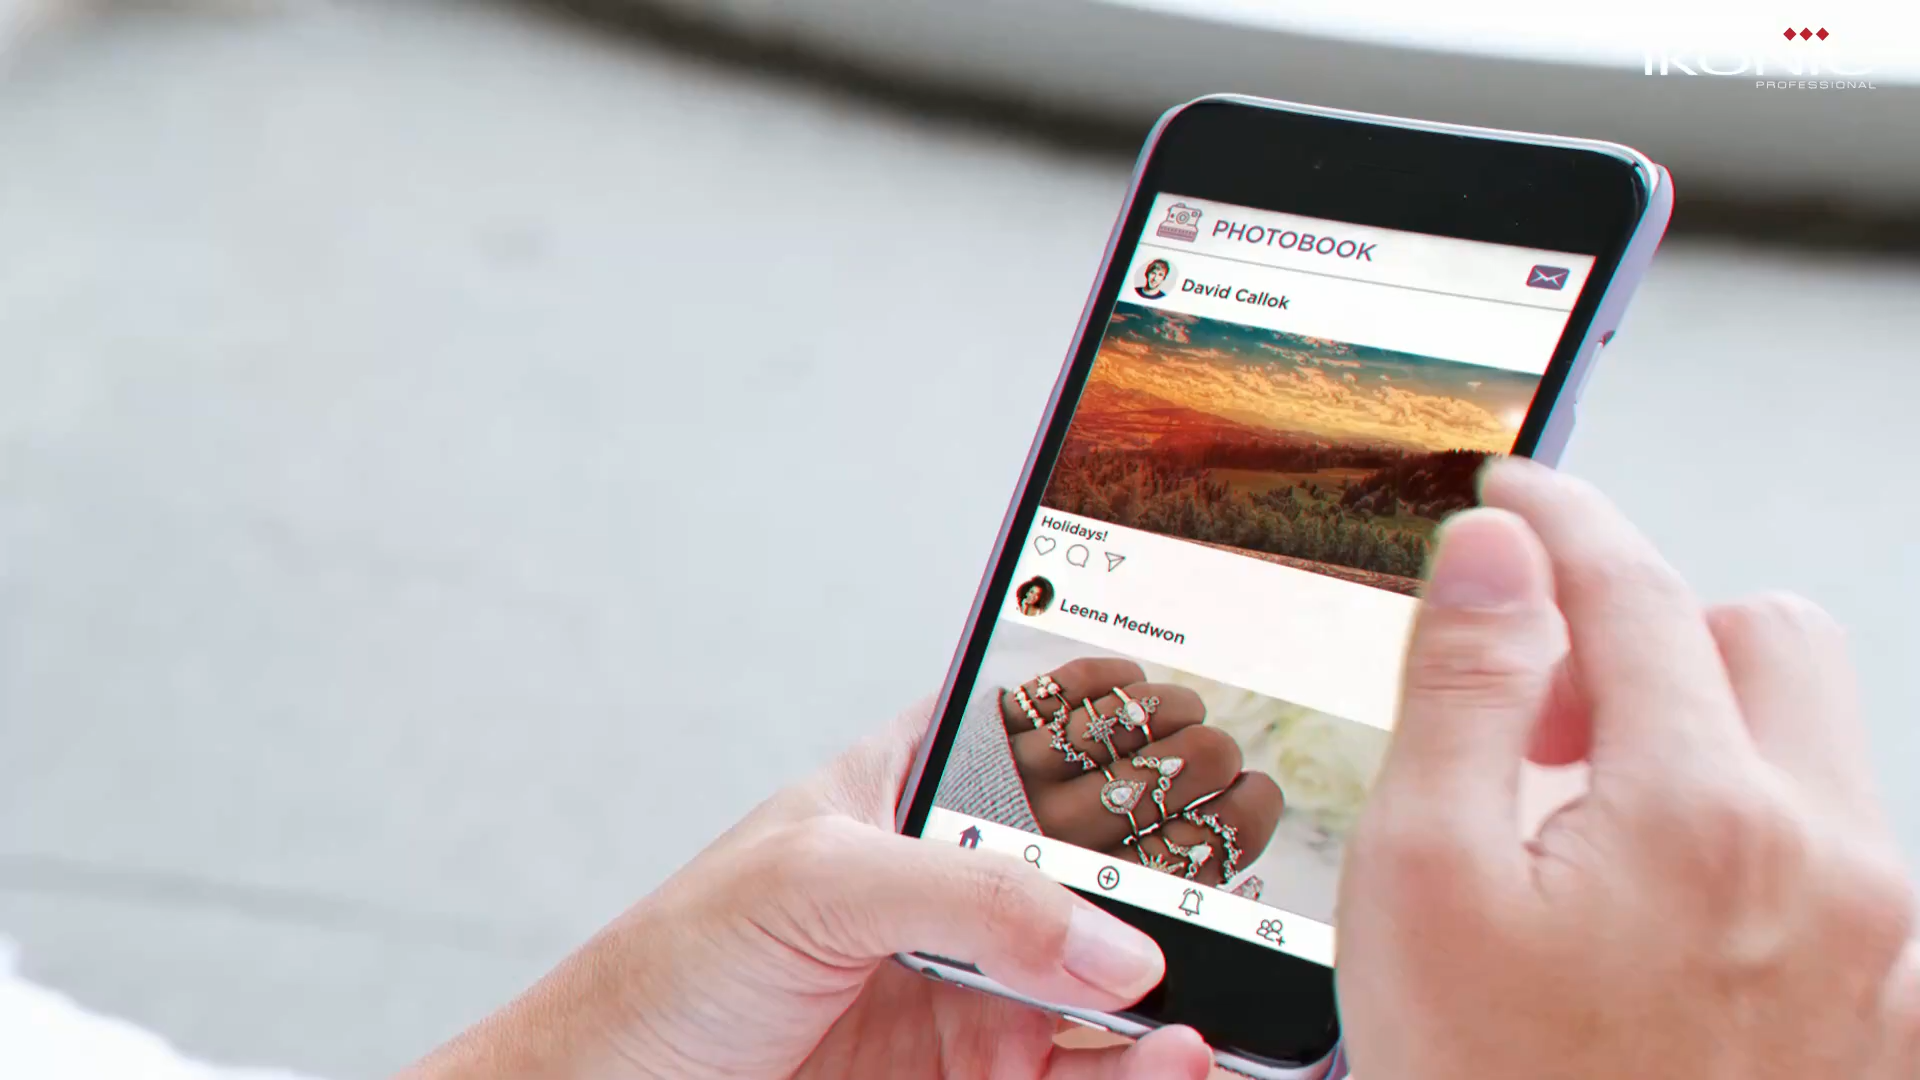 IKONIC
PROFESSIONAL
PHOTOBOOK
David Callok
Holidays!
Leena Medwon